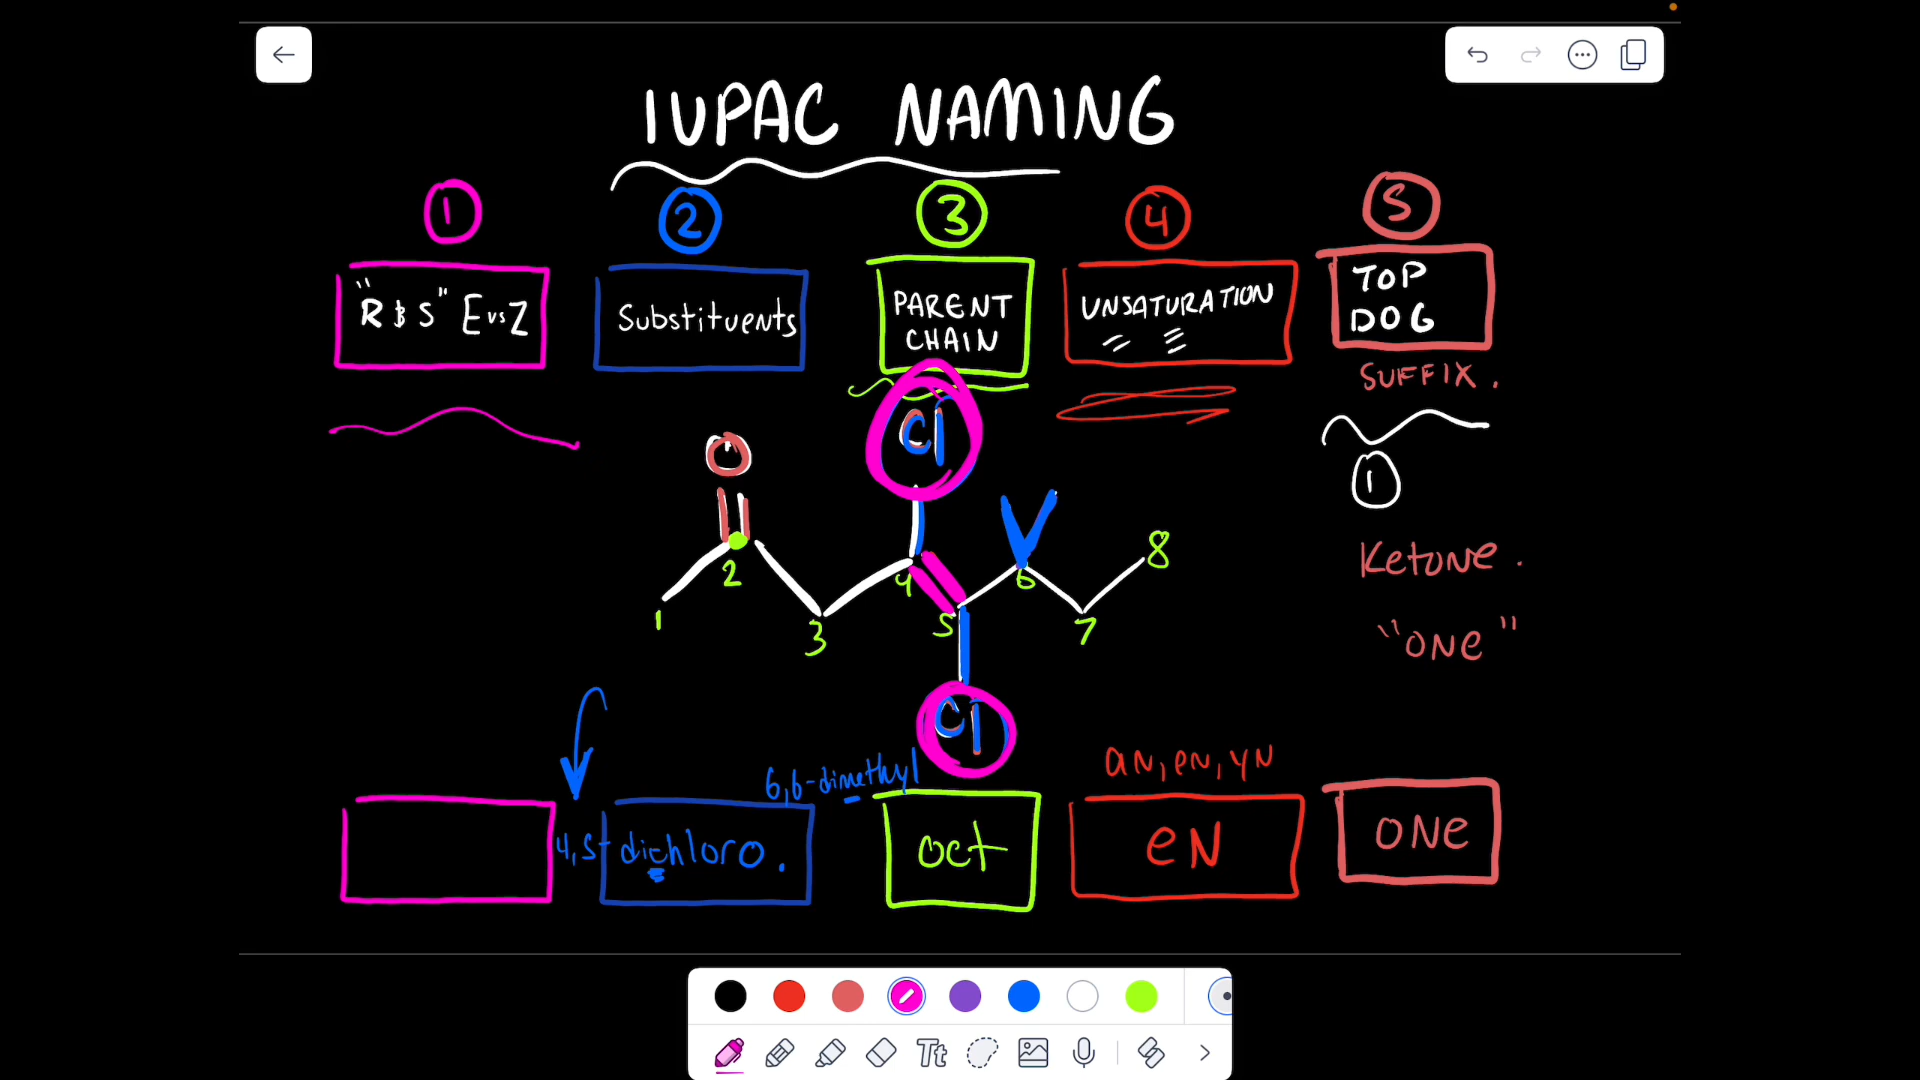 IUPAC NAMING
1 2 3 4 5
"R & S" E vs Z
Substituents
PARENT
CHAIN
UNSATURATION
= ≡
TOP
DOG
SUFFIX.
1
Ketone.
"one"
O
Cl
1 2 3 4 5 6 7 8
Cl
6,6-dimethyl
an, en, yn
4,5-dichloro.
oct
en
one
Tt